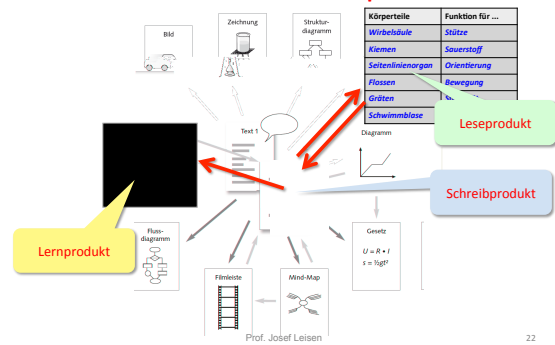 Bild
Zeichnung
Struktur-
diagramm
Körperteile Funktion für ...
Wirbelsäule Stütze
Kiemen Sauerstoff
Seitenlinienorgan Orientierung
Flossen Bewegung
Gräten
Schwimmblase
Leseprodukt
Text 1
Diagramm
Schreibprodukt
Lernprodukt
Fluss-
diagramm
Filmleiste
Mind-Map
Gesetz
U = R • I
s = ½gt²
Prof. Josef Leisen
22